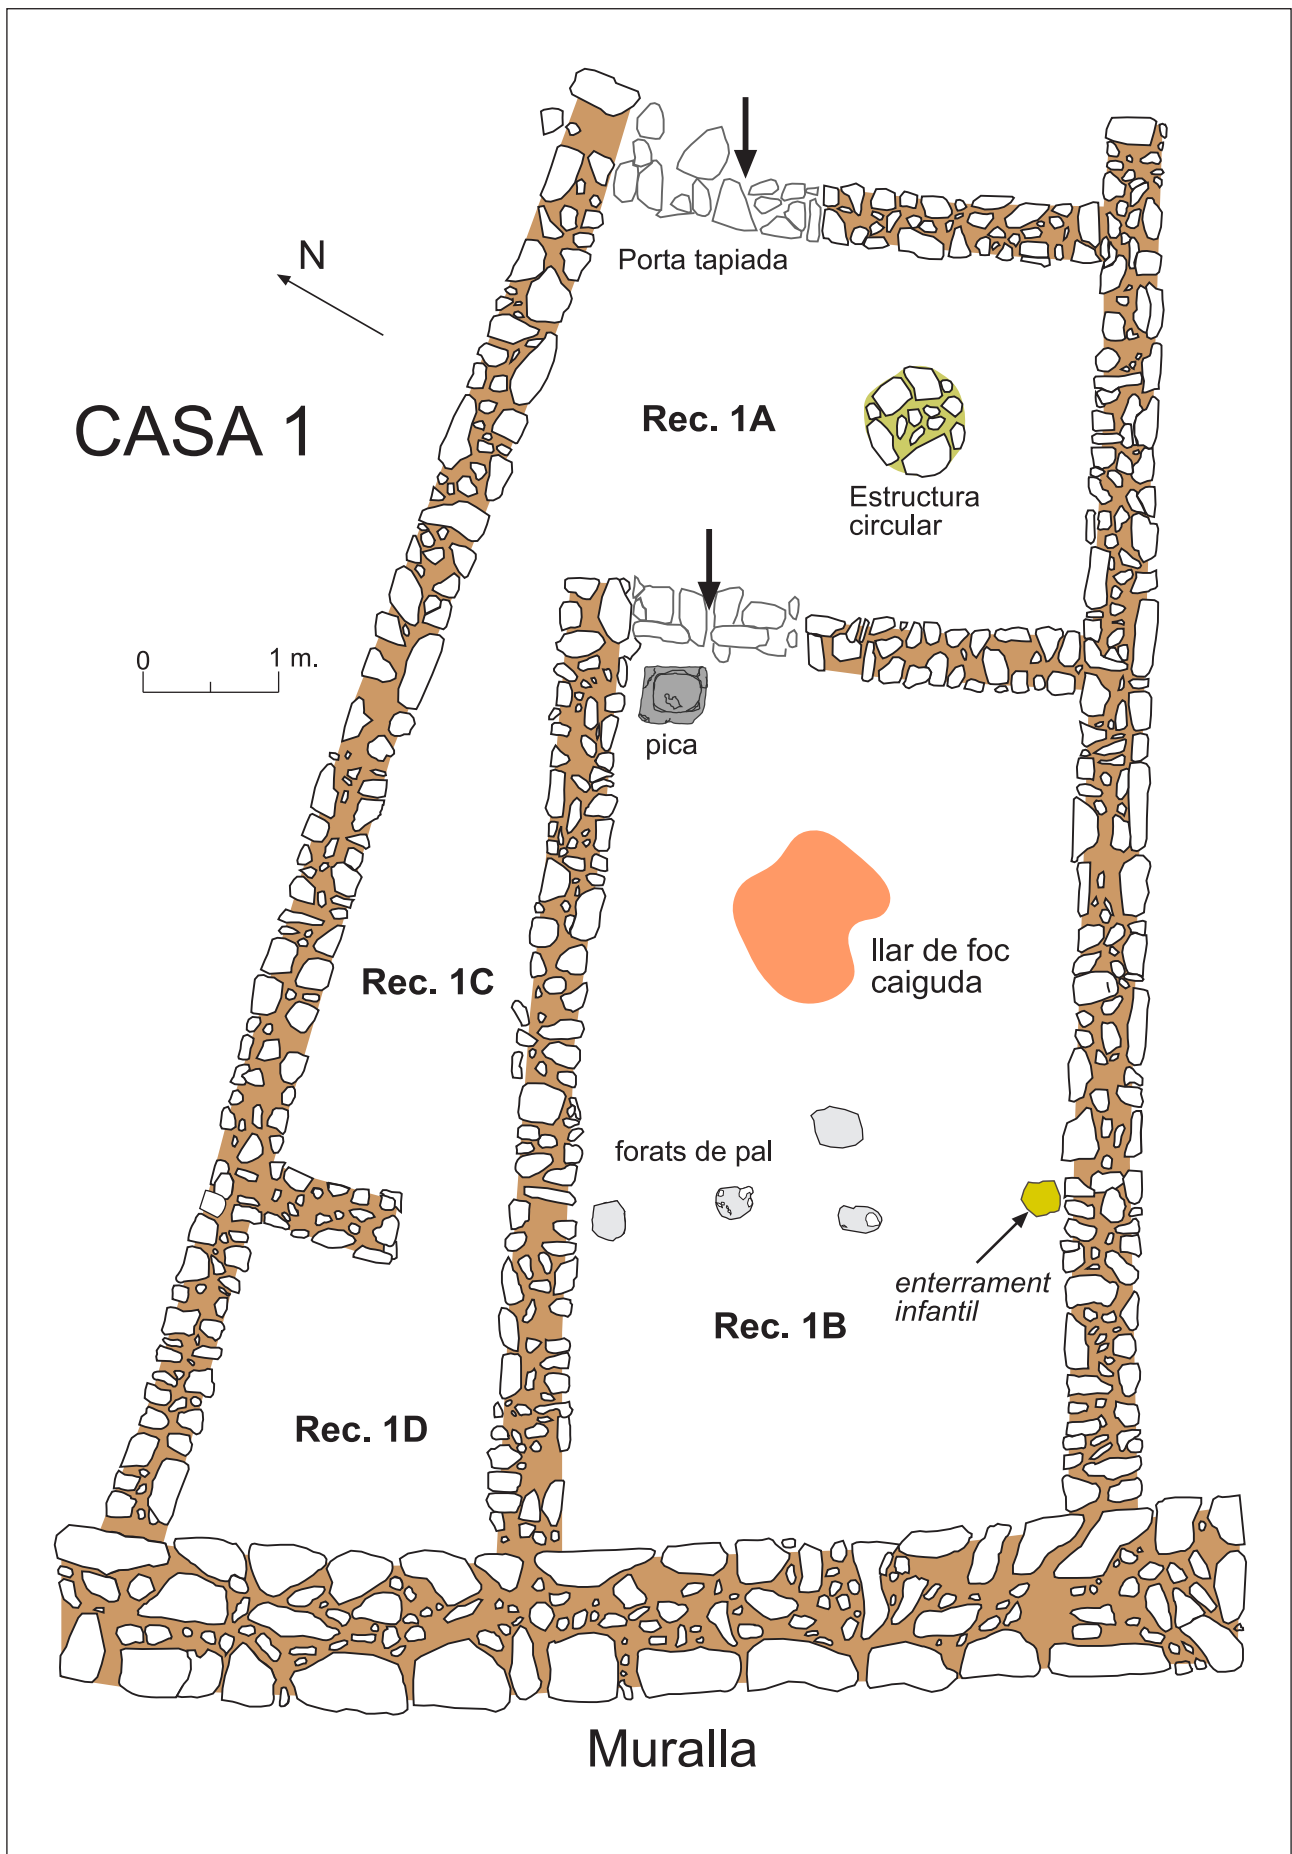 Porta tapiada
N
CASA 1
Rec. 1A
Estructura
circular
0 1 m.
pica
llar de foc
caiguda
Rec. 1C
forats de pal
enterrament
infantil
Rec. 1B
Rec. 1D
Muralla